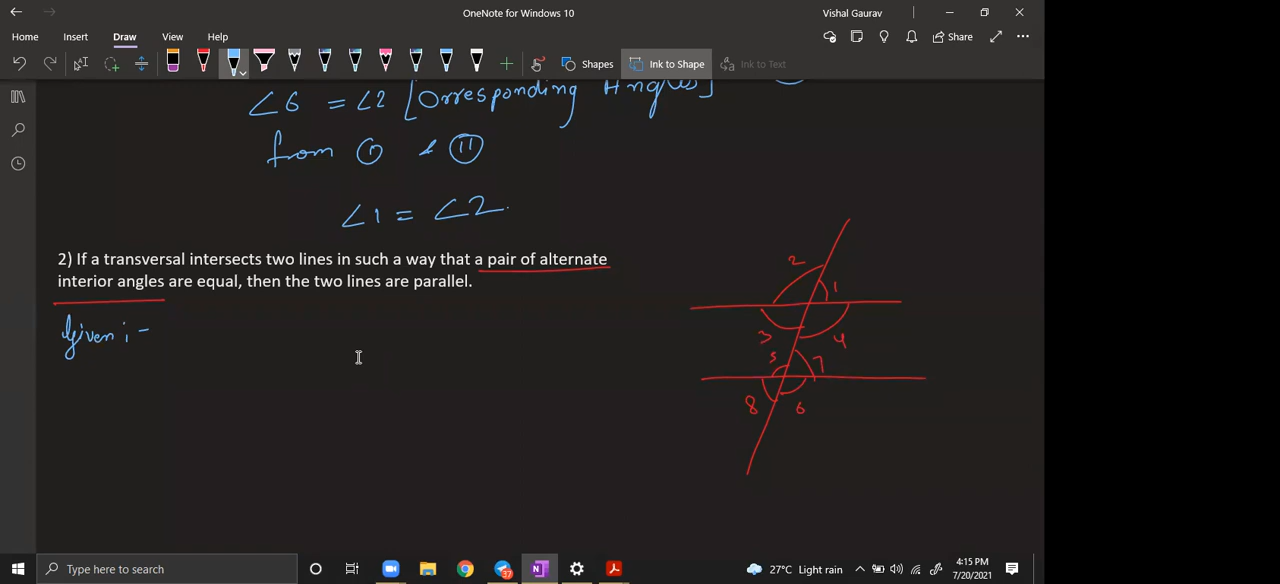 OneNote for Windows 10
Vishal Gaurav
Home Insert Draw View Help
Share
Shapes Ink to Shape Ink to Text
∠6 = ∠2 [Orresponding Angles]
from I & II
∠1 = ∠2.
2) If a transversal intersects two lines in such a way that a pair of alternate
interior angles are equal, then the two lines are parallel.
given :-
2
1
3 4
5 7
8 6
Type here to search
37
27°C Light rain
4:15 PM
7/20/2021